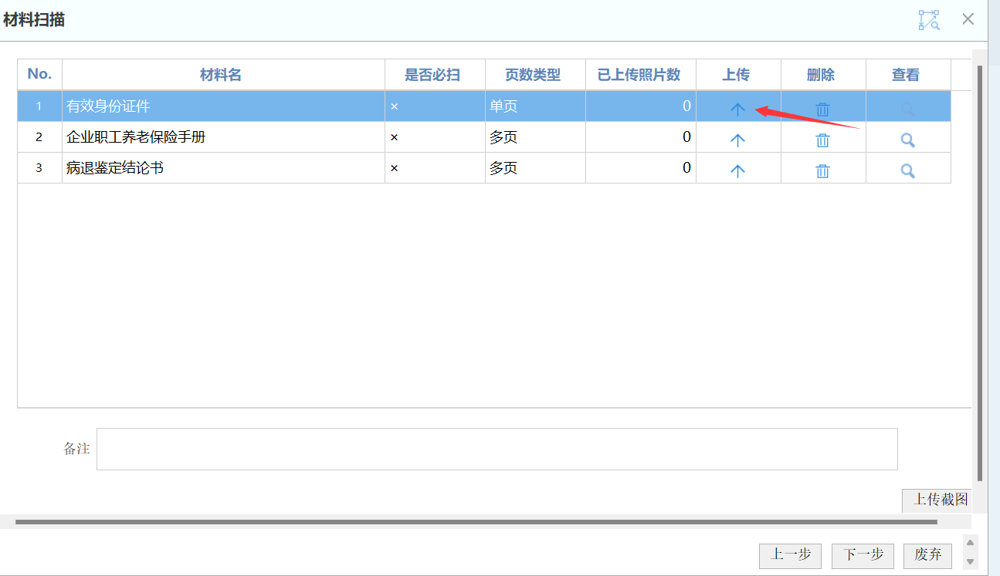 材料扫描
No. 材料名 是否必扫 页数类型 已上传照片数 上传 删除 查看
1 有效身份证件 × 单页 0
2 企业职工养老保险手册 × 多页 0
3 病退鉴定结论书 × 多页 0
备注
上传截图
上一步 下一步 废弃